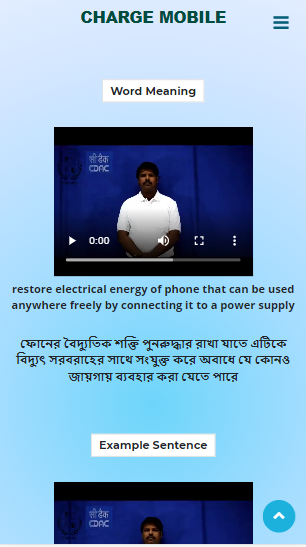 CHARGE MOBILE
Word Meaning
सी डैक
CDAC
0:00
restore electrical energy of phone that can be used
anywhere freely by connecting it to a power supply
ফোনের বৈদ্যুতিক শক্তি পুনরুদ্ধার রাখা যাতে এটিকে
বিদ্যুৎ সরবরাহের সাথে সংযুক্ত করে অবাধে যে কোনও
জায়গায় ব্যবহার করা যেতে পারে
Example Sentence
सी डैक
CDAC